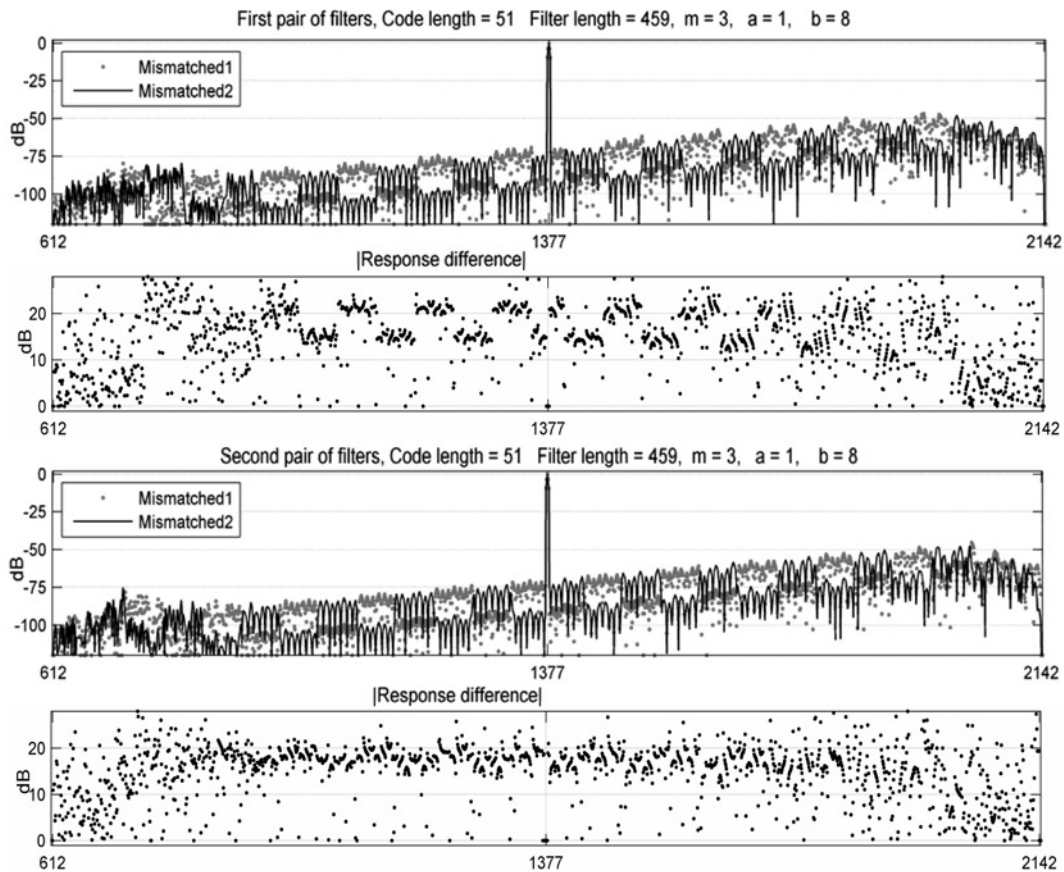 First pair of filters, Code length = 51 Filter length = 459, m = 3, a = 1, b = 8
0
-25
-50
-75
-100
dB
Mismatched1
Mismatched2
612 1377 2142
|Response difference|
20
10
0
dB
612 1377 2142
Second pair of filters, Code length = 51 Filter length = 459, m = 3, a = 1, b = 8
0
-25
-50
-75
-100
dB
Mismatched1
Mismatched2
612 1377 2142
|Response difference|
20
10
0
dB
612 1377 2142